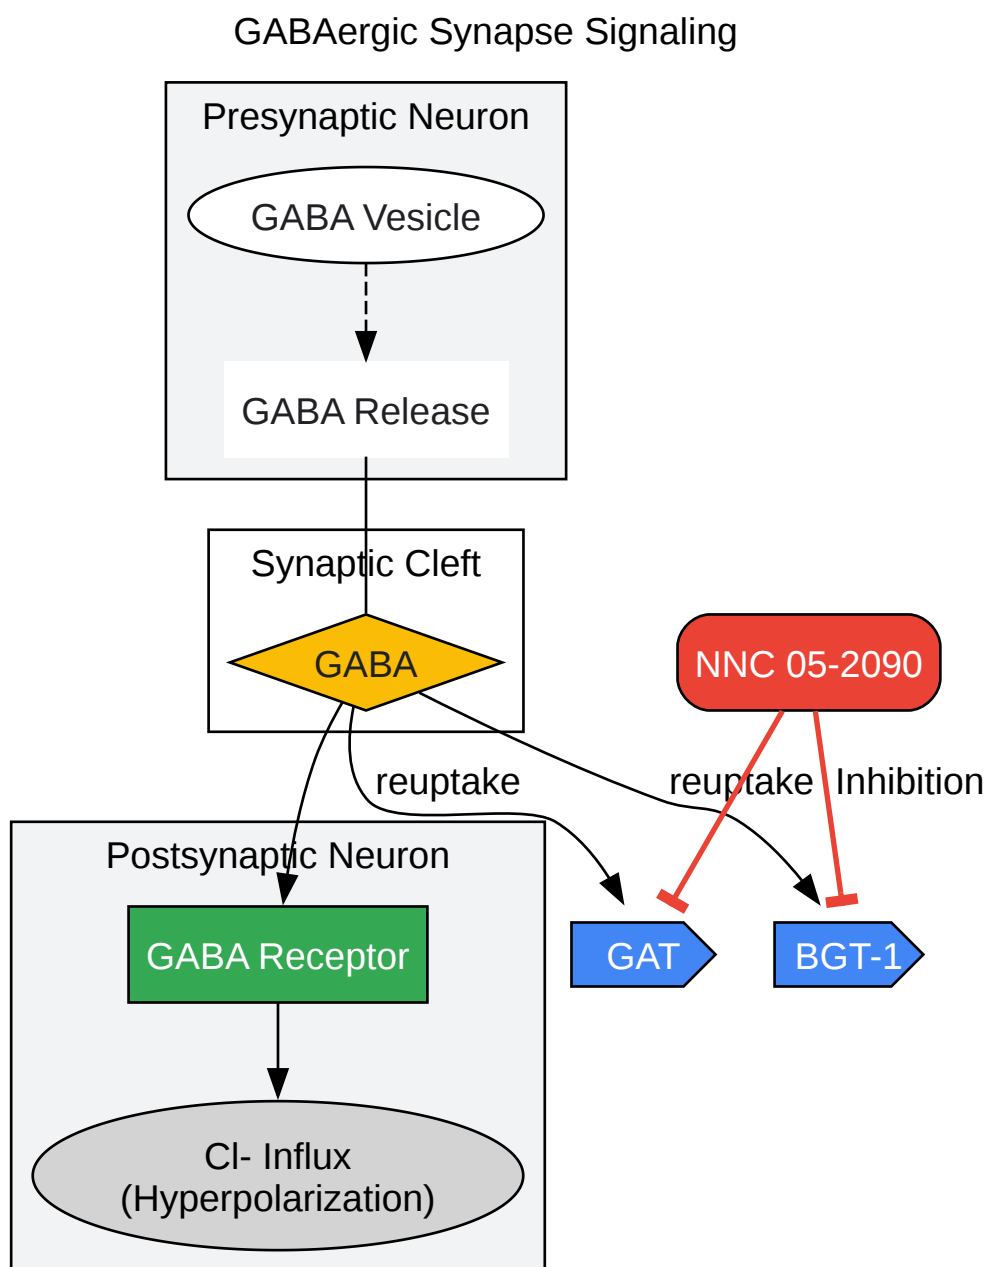 GABAergic Synapse Signaling
Presynaptic Neuron
GABA Vesicle
GABA Release
Synaptic Cleft
GABA
NNC 05-2090
reuptake
reuptake
Inhibition
Postsynaptic Neuron
GABA Receptor
GAT
BGT-1
Cl- Influx
(Hyperpolarization)